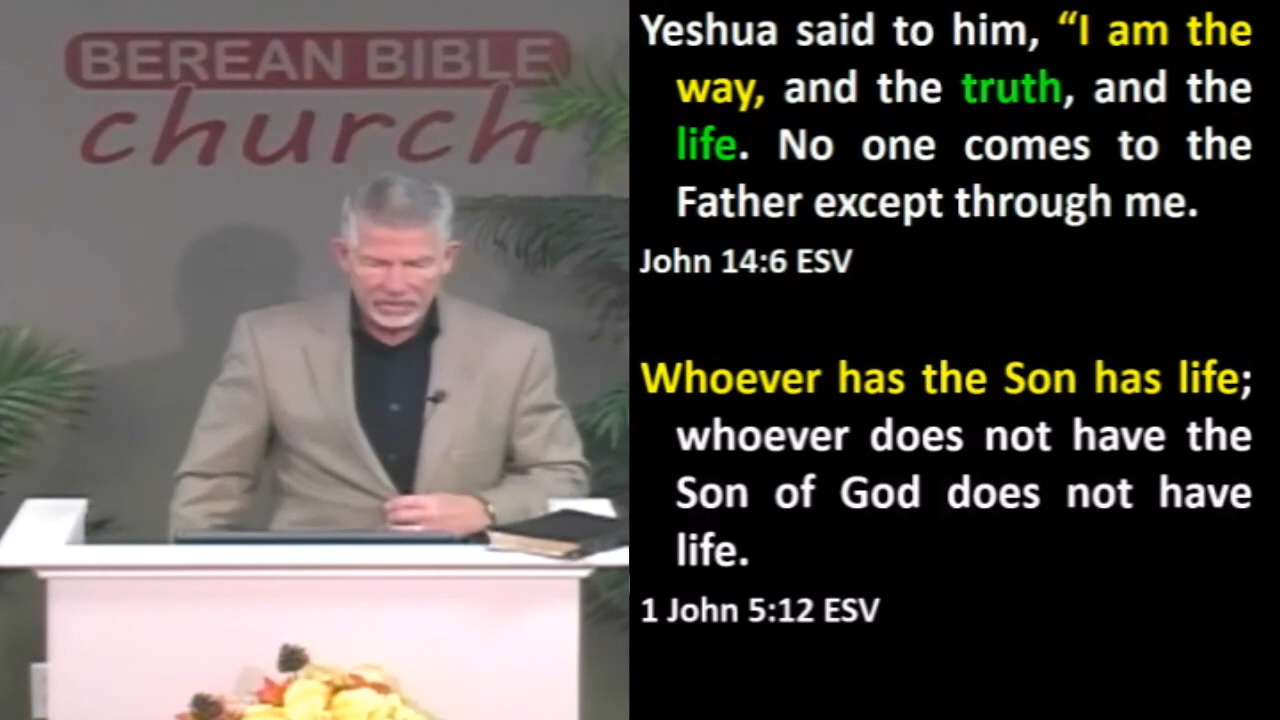 BEREAN BIBLE
church
Yeshua said to him, “I am the
way, and the truth, and the
life. No one comes to the
Father except through me.
John 14:6 ESV
Whoever has the Son has life;
whoever does not have the
Son of God does not have
life.
1 John 5:12 ESV